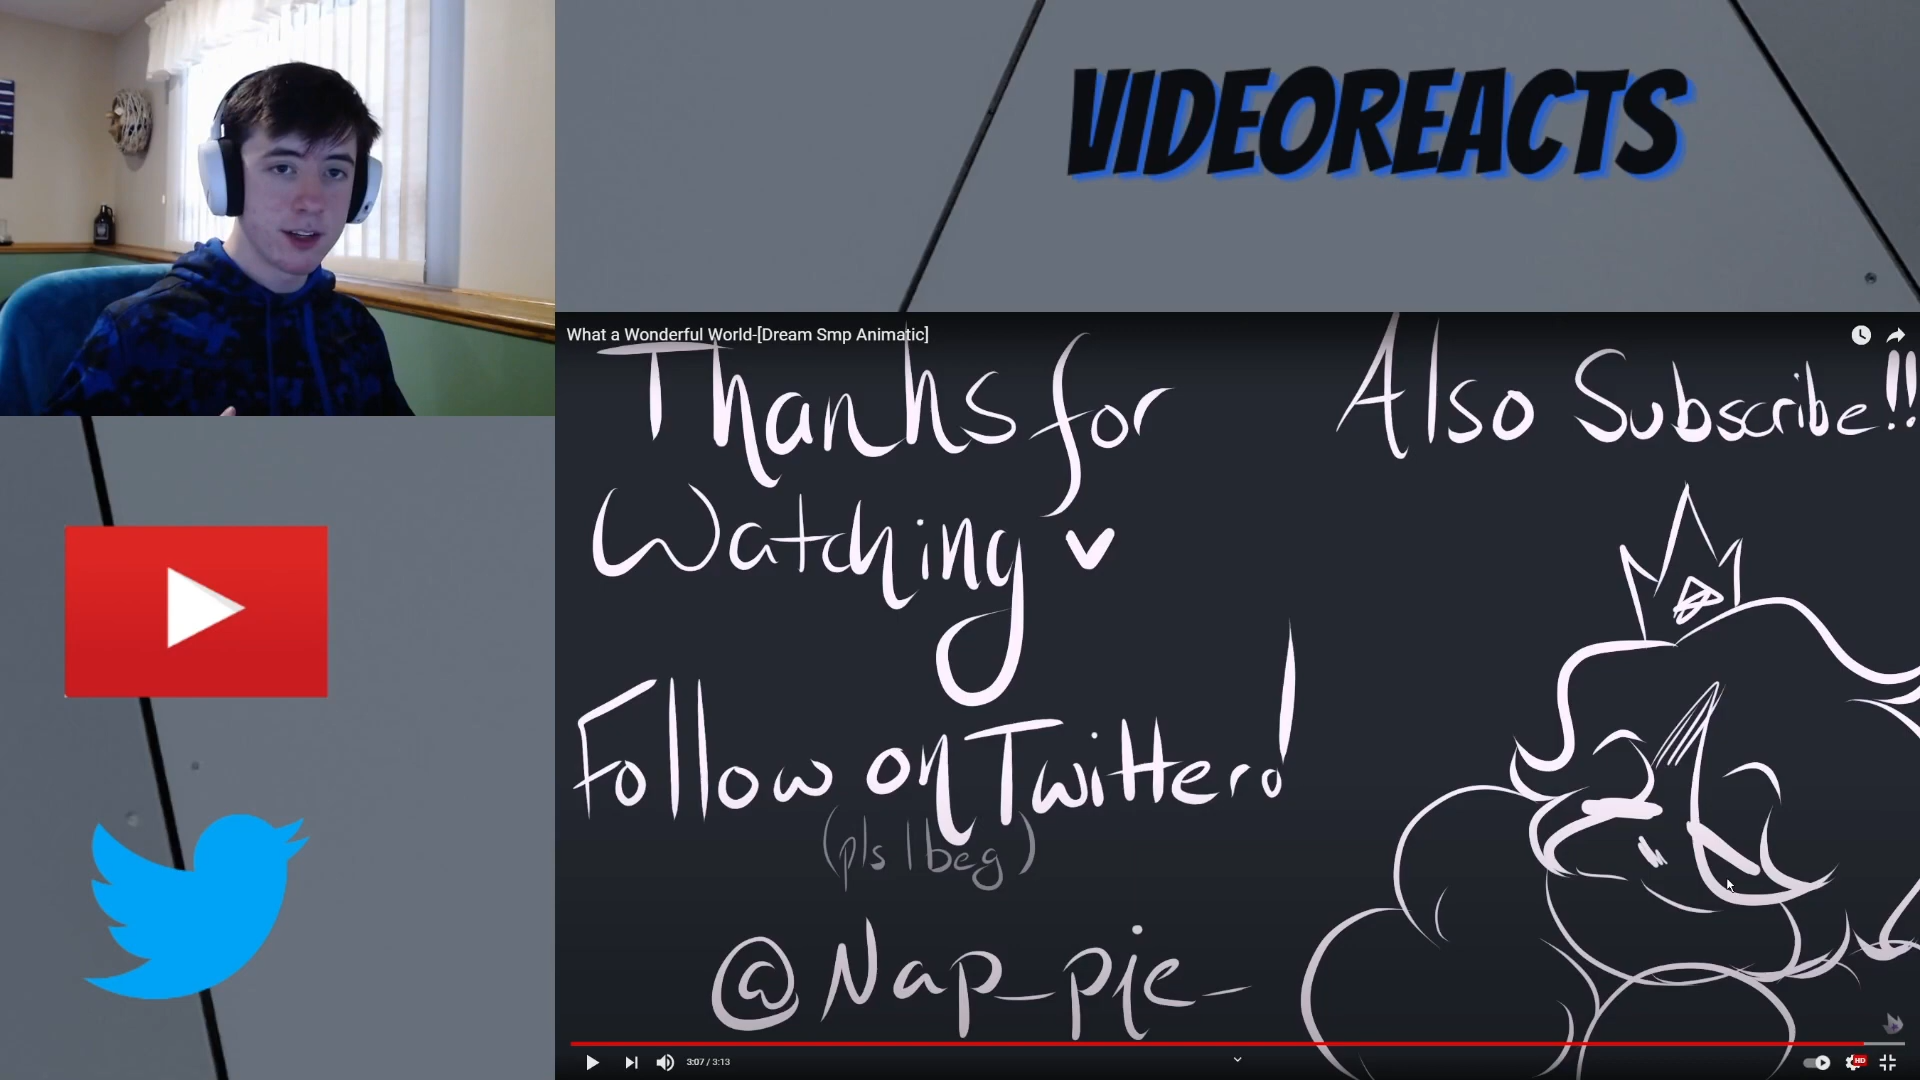 VIDEOREACTS
What a Wonderful World-[Dream Smp Animatic]
Thanks for
Watching
Also Subscribe!!
Follow on Twitter!
(pls I beg)
@Nap_pie_
3:07 / 3:13
HD